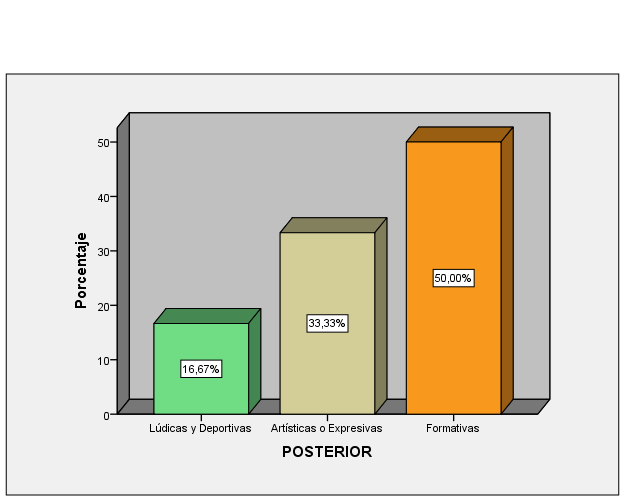 Porcentaje
50
40
30
20
10
0
16,67%
33,33%
50,00%
Lúdicas y Deportivas
Artísticas o Expresivas
Formativas
POSTERIOR